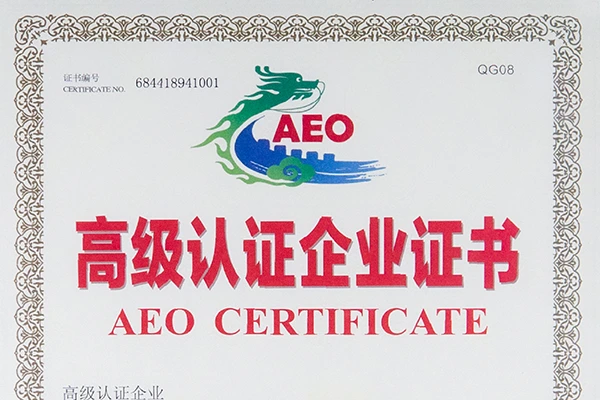 证书编号
CERTIFICATE NO. 684418941001
QG08
AEO
高级认证企业证书
AEO CERTIFICATE
高级认证企业